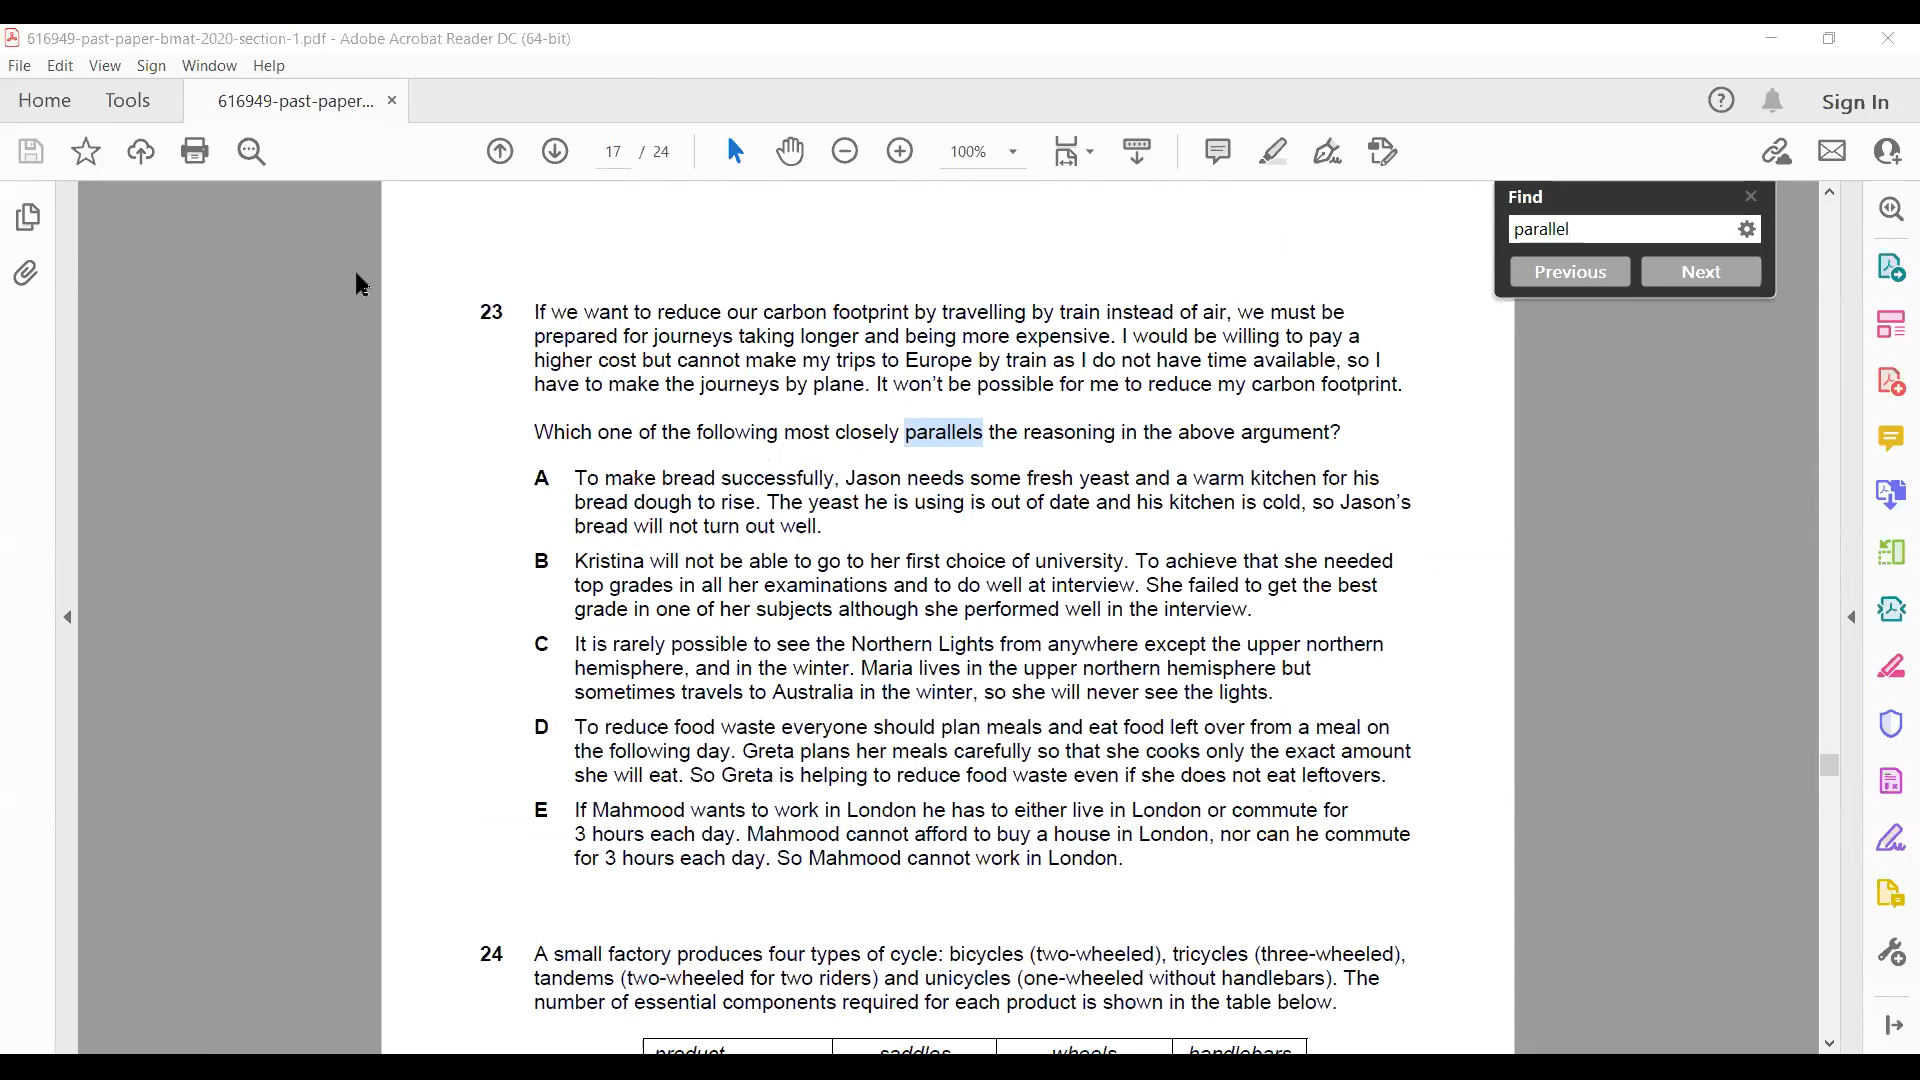 616949-past-paper-bmat-2020-section-1.pdf - Adobe Acrobat Reader DC (64-bit)
File Edit View Sign Window Help
Home Tools 616949-past-paper... × Sign In
17 / 24 100%
Find
parallel
Previous Next
23 If we want to reduce our carbon footprint by travelling by train instead of air, we must be
prepared for journeys taking longer and being more expensive. I would be willing to pay a
higher cost but cannot make my trips to Europe by train as I do not have time available, so I
have to make the journeys by plane. It won't be possible for me to reduce my carbon footprint.
Which one of the following most closely parallels the reasoning in the above argument?
A To make bread successfully, Jason needs some fresh yeast and a warm kitchen for his
bread dough to rise. The yeast he is using is out of date and his kitchen is cold, so Jason's
bread will not turn out well.
B Kristina will not be able to go to her first choice of university. To achieve that she needed
top grades in all her examinations and to do well at interview. She failed to get the best
grade in one of her subjects although she performed well in the interview.
C It is rarely possible to see the Northern Lights from anywhere except the upper northern
hemisphere, and in the winter. Maria lives in the upper northern hemisphere but
sometimes travels to Australia in the winter, so she will never see the lights.
D To reduce food waste everyone should plan meals and eat food left over from a meal on
the following day. Greta plans her meals carefully so that she cooks only the exact amount
she will eat. So Greta is helping to reduce food waste even if she does not eat leftovers.
E If Mahmood wants to work in London he has to either live in London or commute for
3 hours each day. Mahmood cannot afford to buy a house in London, nor can he commute
for 3 hours each day. So Mahmood cannot work in London.
24 A small factory produces four types of cycle: bicycles (two-wheeled), tricycles (three-wheeled),
tandems (two-wheeled for two riders) and unicycles (one-wheeled without handlebars). The
number of essential components required for each product is shown in the table below.
product saddles wheels handlebars